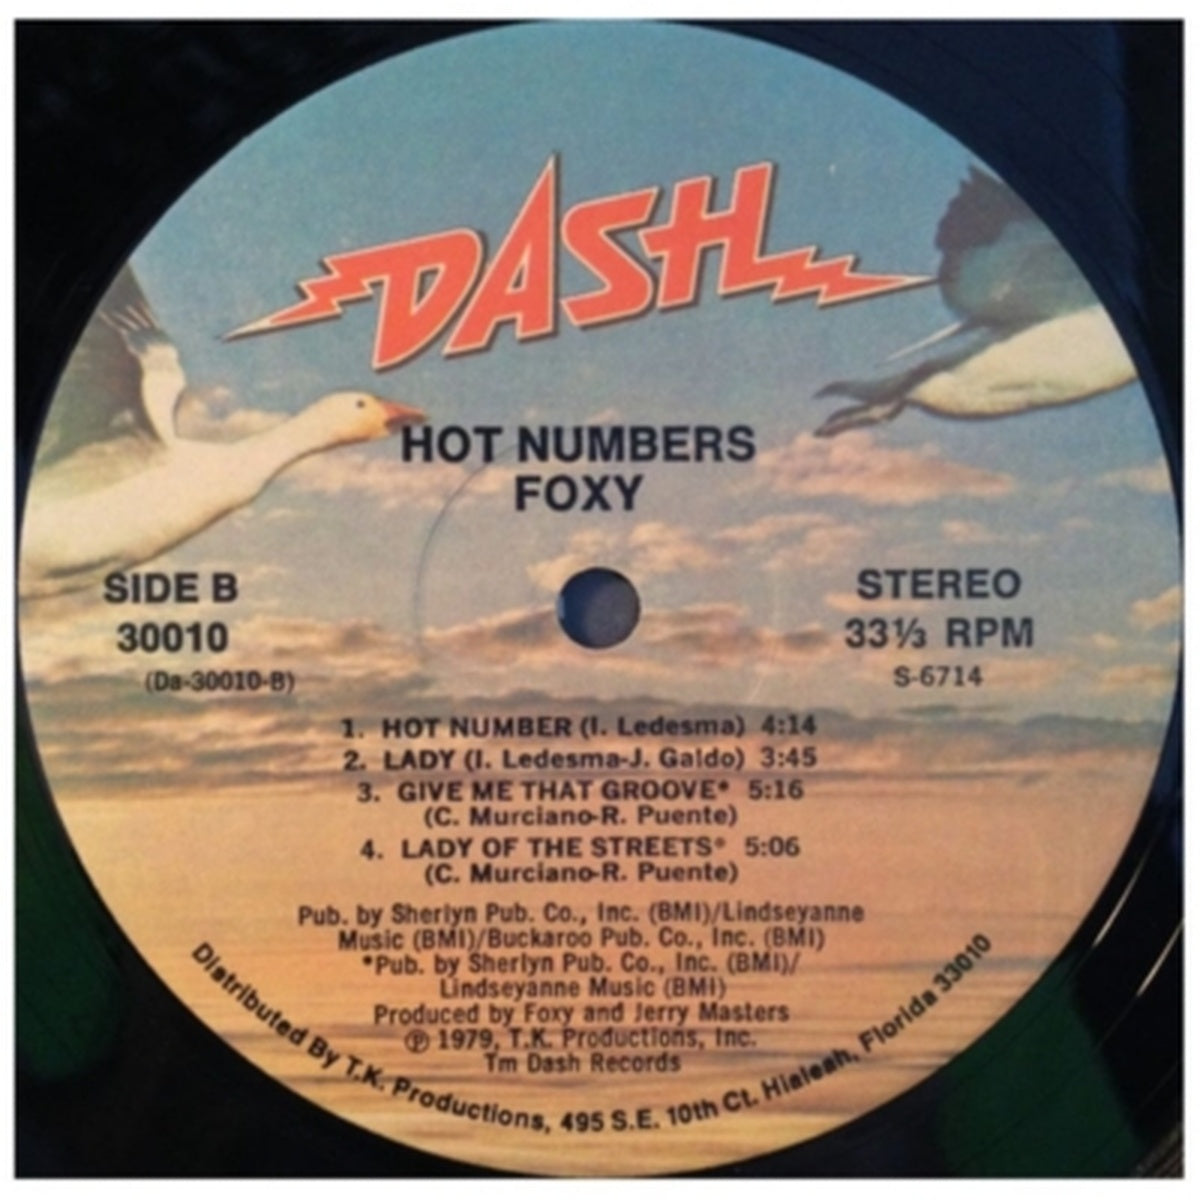 DASH
HOT NUMBERS
FOXY
SIDE B
30010
(Da-30010-B)
STEREO
33⅓ RPM
S-6714
1. HOT NUMBER (I. Ledesma) 4:14
2. LADY (I. Ledesma-J. Galdo) 3:45
3. GIVE ME THAT GROOVE* 5:16
(C. Murciano-R. Puente)
4. LADY OF THE STREETS* 5:06
(C. Murciano-R. Puente)
Pub. by Sherlyn Pub. Co., Inc. (BMI)/Lindseyanne
Music (BMI)/Buckaroo Pub. Co., Inc. (BMI)
*Pub. by Sherlyn Pub. Co., Inc. (BMI)/
Lindseyanne Music (BMI)
Produced by Foxy and Jerry Masters
℗ 1979, T.K. Productions, Inc.
Tm Dash Records
Distributed By T.K. Productions, 495 S.E. 10th Ct. Hialeah, Florida 33010